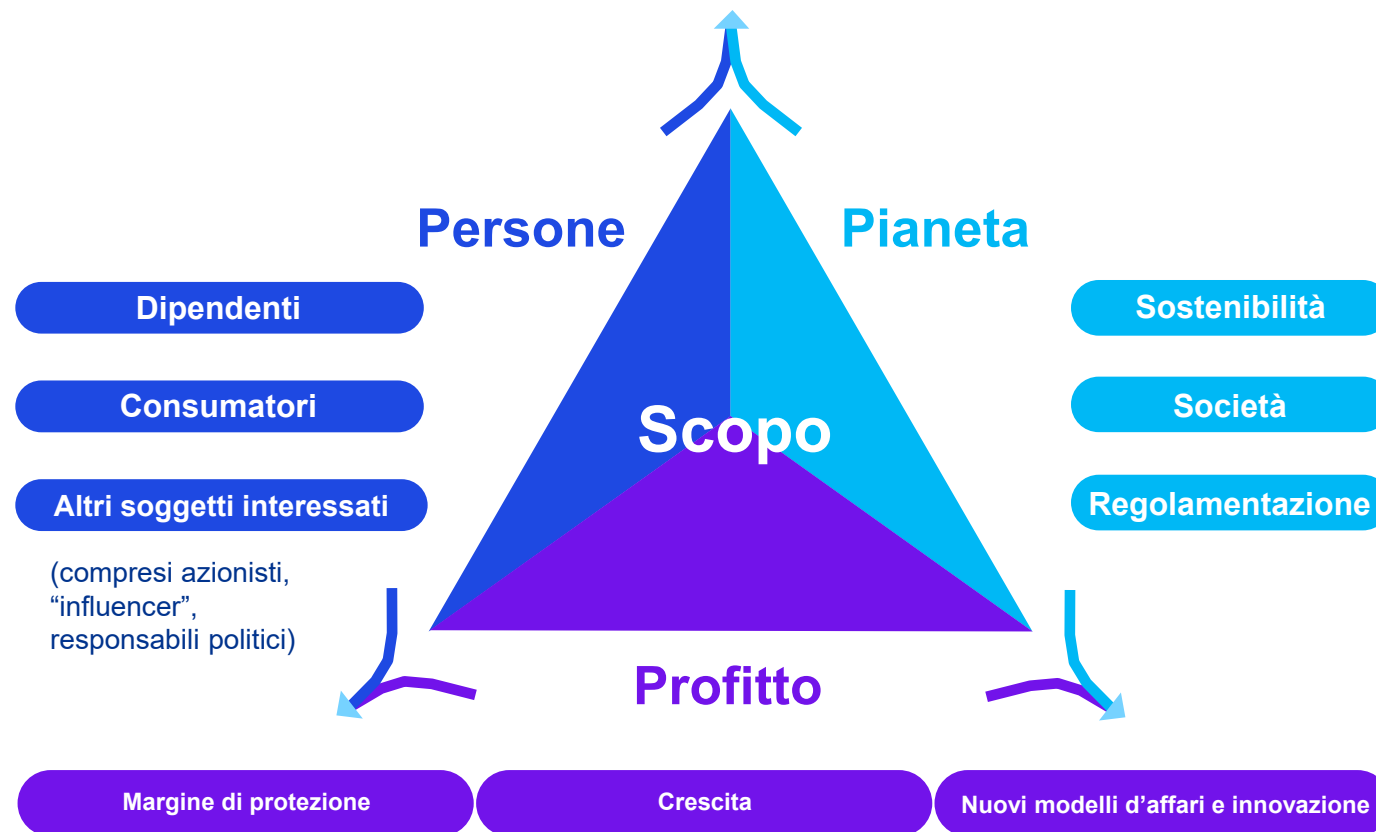 Persone
Pianeta
Dipendenti
Consumatori
Altri soggetti interessati
(compresi azionisti,
“influencer”,
responsabili politici)
Scopo
Sostenibilità
Società
Regolamentazione
Profitto
Margine di protezione
Crescita
Nuovi modelli d’affari e innovazione